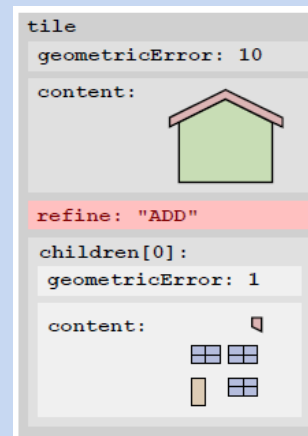 tile
geometricError: 10
content:
refine: "ADD"
children[0]:
geometricError: 1
content: